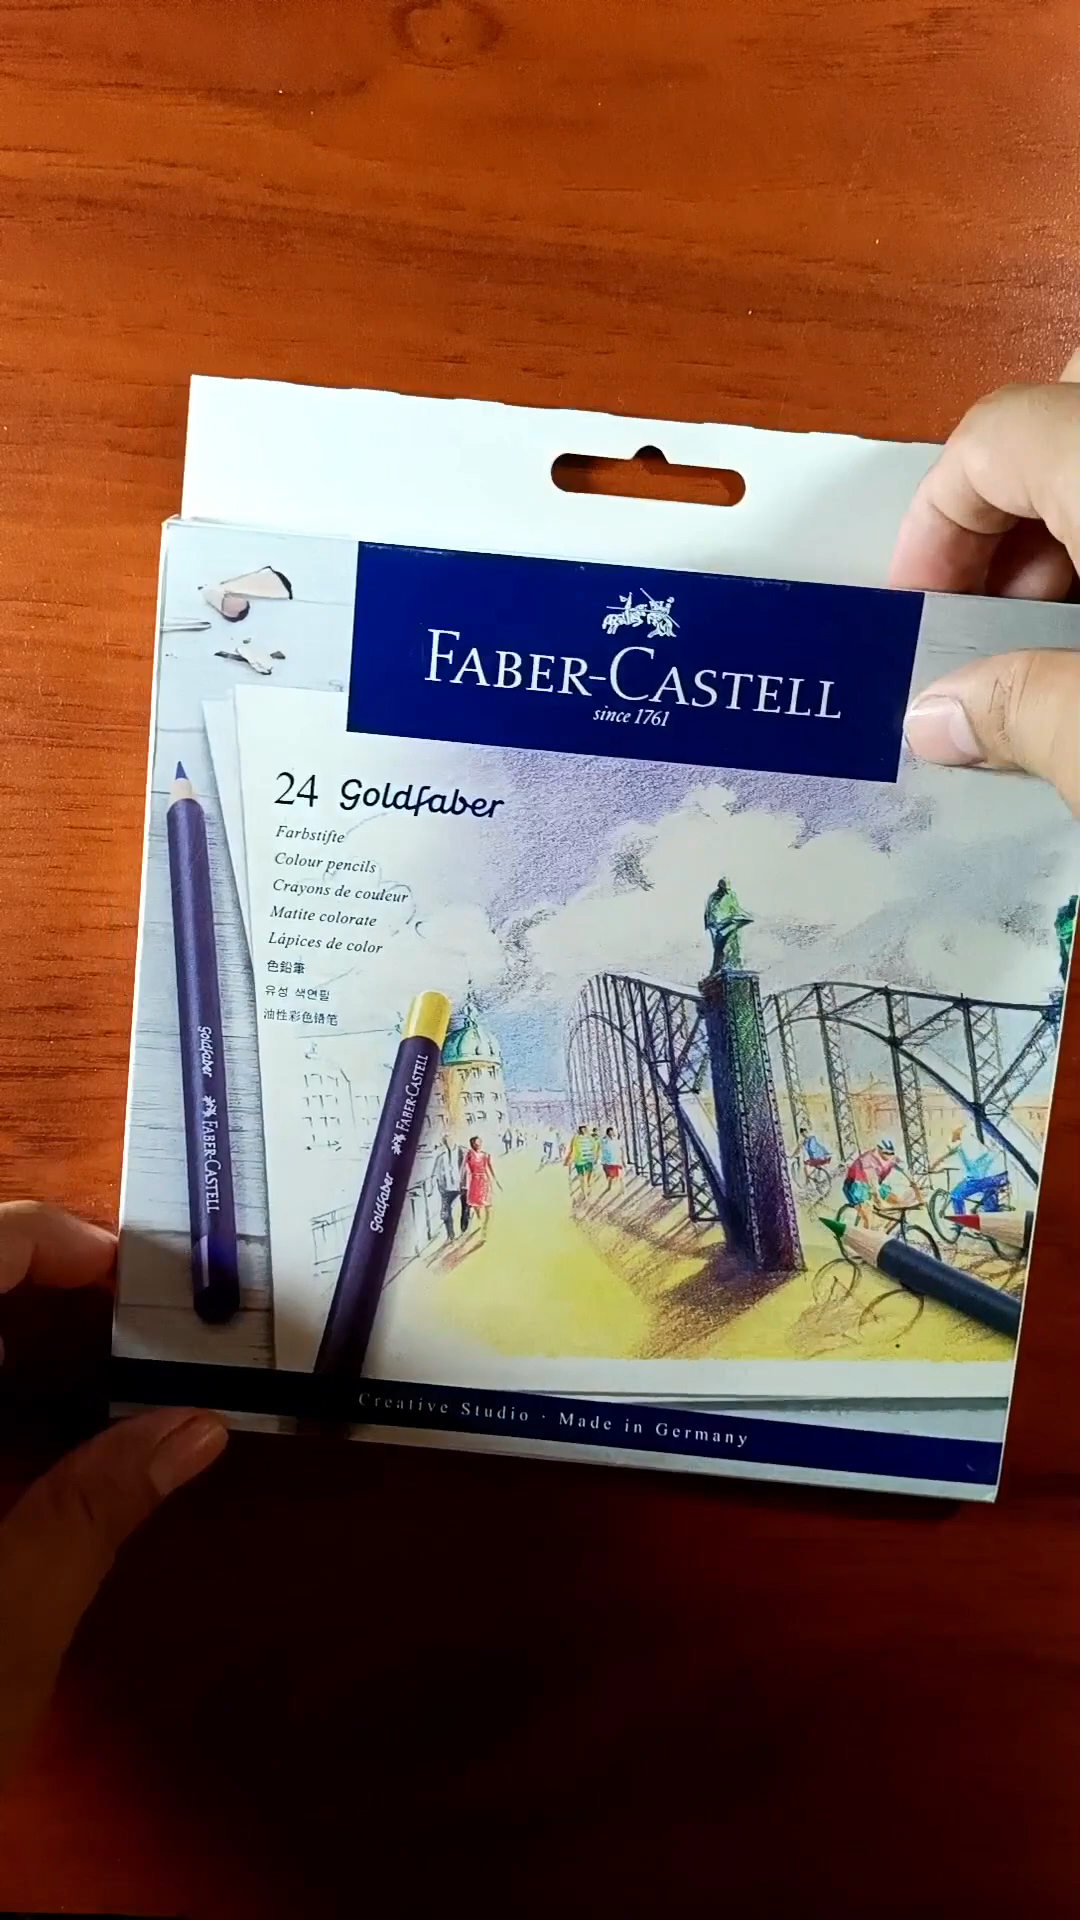 FABER-CASTELL
since 1761
24 Goldfaber
Farbstifte
Colour pencils
Crayons de couleur
Matite colorate
Lápices de color
色鉛筆
유성 색연필
油性彩色铅笔
Goldfaber FABER-CASTELL
Goldfaber FABER-CASTELL
Creative Studio · Made in Germany